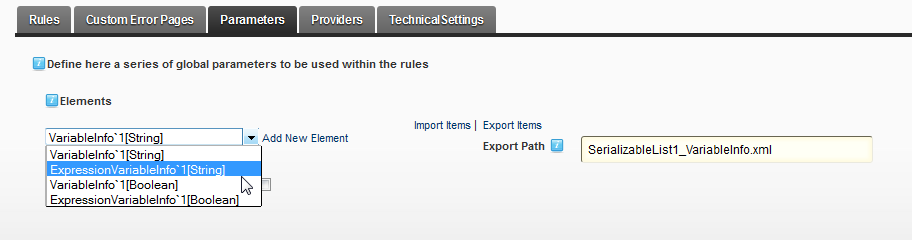 Rules
Custom Error Pages
Parameters
Providers
Technical Settings
Define here a series of global parameters to be used within the rules
Elements
Import Items | Export Items
VariableInfo`1[String]
Add New Element
Export Path
SerializableList1_VariableInfo.xml
VariableInfo`1[String]
ExpressionVariableInfo`1[String]
VariableInfo`1[Boolean]
ExpressionVariableInfo`1[Boolean]